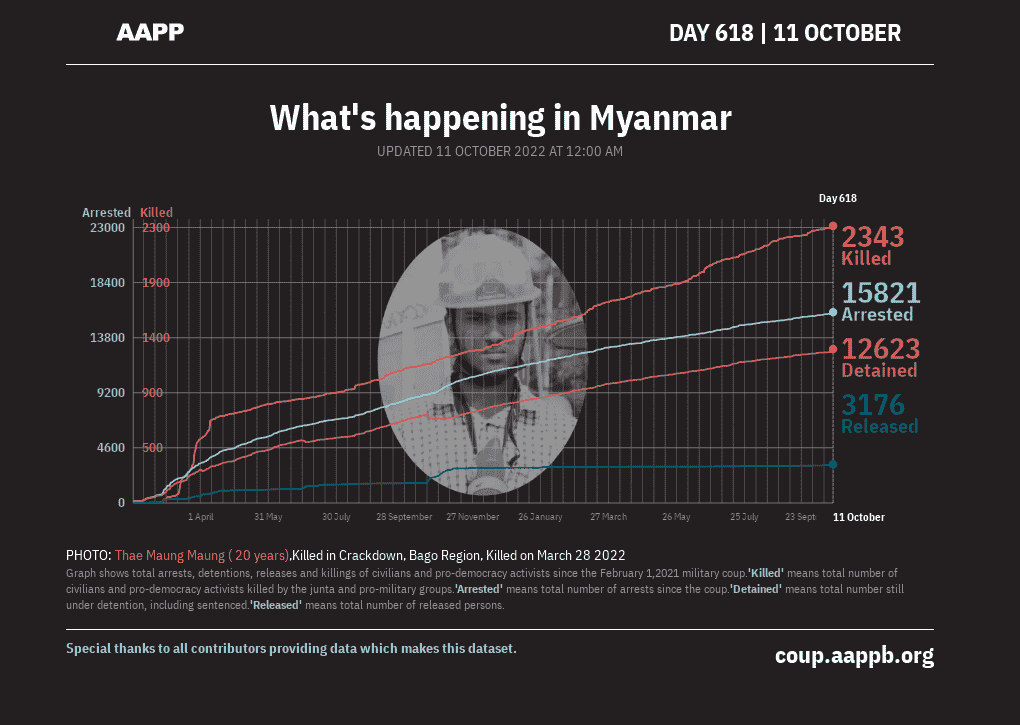 AAPP
DAY 618 | 11 OCTOBER
What's happening in Myanmar
UPDATED 11 OCTOBER 2022 AT 12:00 AM
Day 618
Arrested Killed
23000 2300
18400 1900
13800 1400
9200 900
4600 500
0
2343
Killed
15821
Arrested
12623
Detained
3176
Released
1 April 31 May 30 July 28 September 27 November 26 January 27 March 26 May 25 July 23 Sept 11 October
PHOTO: Thae Maung Maung ( 20 years),Killed in Crackdown, Bago Region, Killed on March 28 2022
Graph shows total arrests, detentions, releases and killings of civilians and pro-democracy activists since the February 1,2021 military coup.'Killed' means total number of
civilians and pro-democracy activists killed by the junta and pro-military groups.'Arrested' means total number of arrests since the coup.'Detained' means total number still
under detention, including sentenced.'Released' means total number of released persons.
Special thanks to all contributors providing data which makes this dataset.
coup.aappb.org